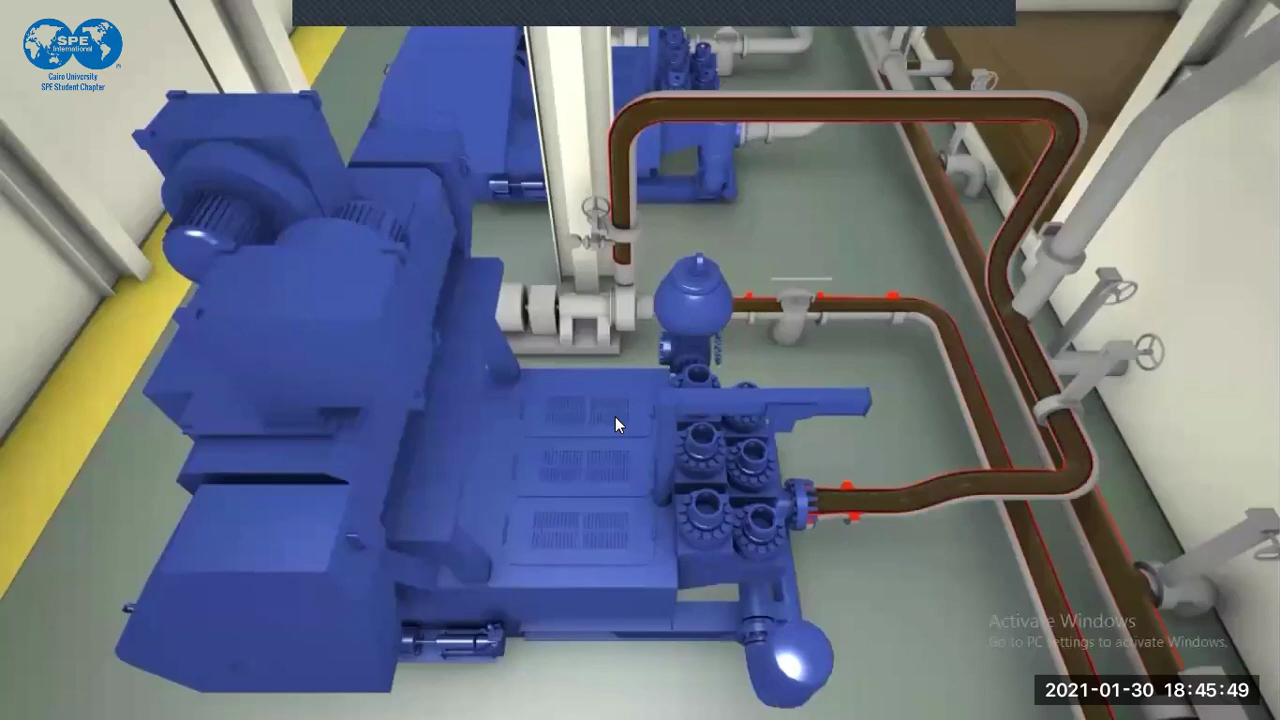 SPE
International
Cairo University
SPE Student Chapter
Activate Windows
Go to PC settings to activate Windows.
2021-01-30 18:45:49